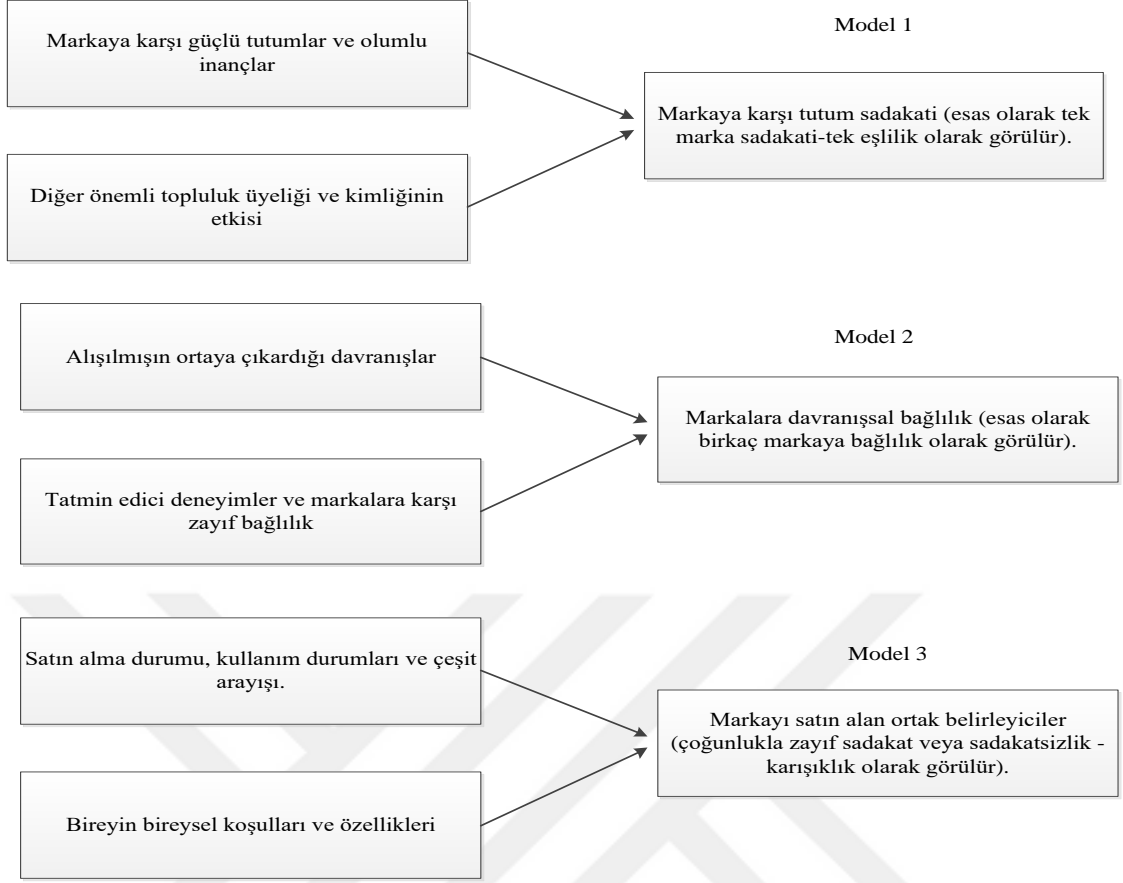 Model 1
Markaya karşı güçlü tutumlar ve olumlu
inançlar
Diğer önemli topluluk üyeliği ve kimliğinin
etkisi
Markaya karşı tutum sadakati (esas olarak tek
marka sadakati-tek eşlilik olarak görülür).
Model 2
Alışılmışın ortaya çıkardığı davranışlar
Tatmin edici deneyimler ve markalara karşı
zayıf bağlılık
Markalara davranışsal bağlılık (esas olarak
birkaç markaya bağlılık olarak görülür).
Model 3
Satın alma durumu, kullanım durumları ve çeşit
arayışı.
Bireyin bireysel koşulları ve özellikleri
Markayı satın alan ortak belirleyiciler
(çoğunlukla zayıf sadakat veya sadakatsizlik -
karışıklık olarak görülür).